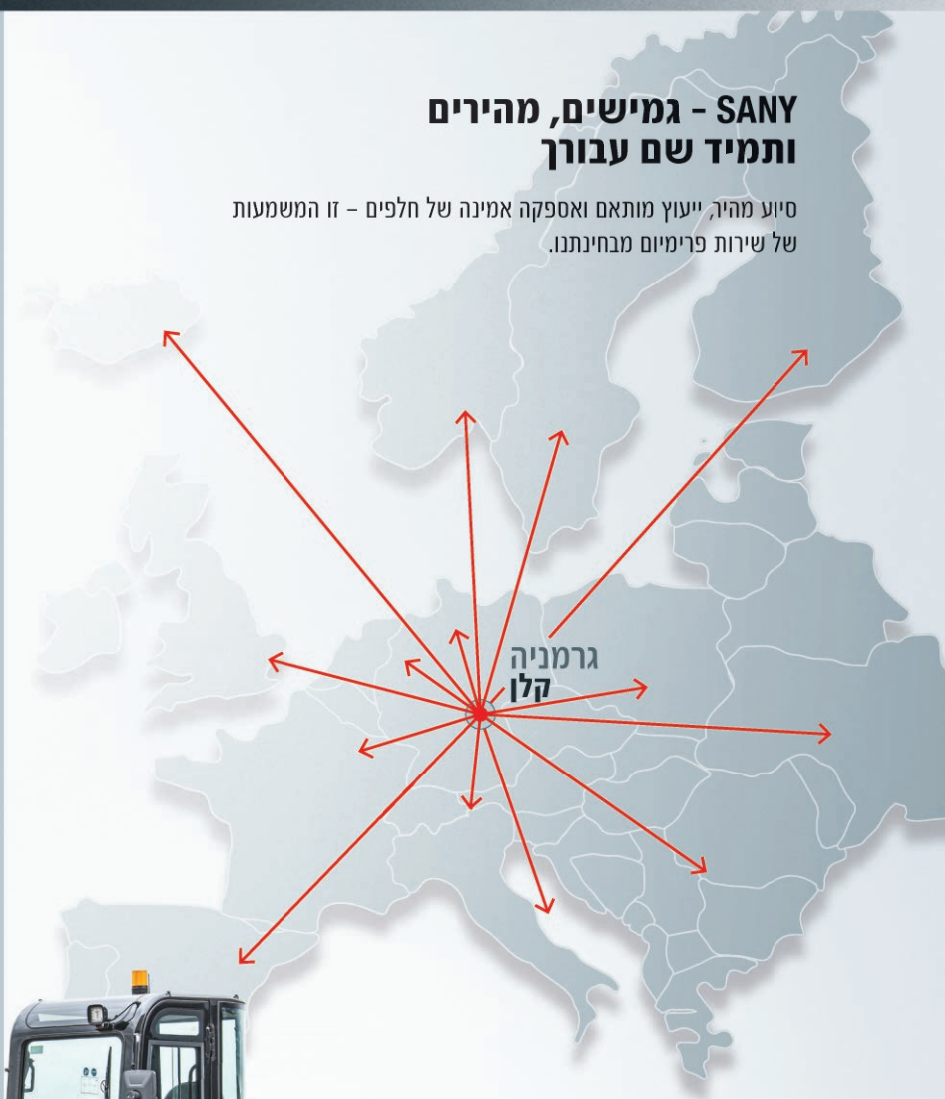 SANY - גמישים, מהירים
ותמיד שם עבורך
סיוע מהיר, ייעוץ מותאם ואספקה אמינה של חלפים – זו המשמעות
של שירות פרימיום מבחינתנו.
גרמניה
קלן